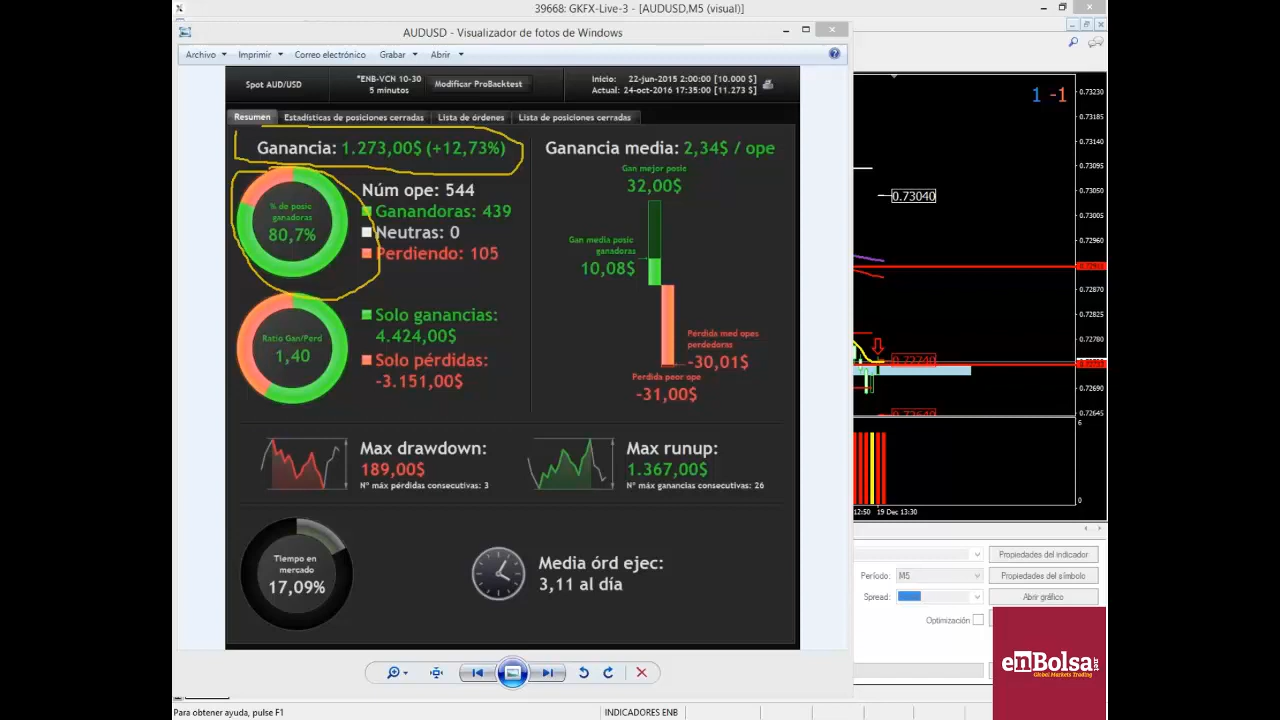 39668: GKFX-Live-3 - [AUDUSD,M5 (visual)]
AUDUSD - Visualizador de fotos de Windows
Archivo Imprimir Correo electrónico Grabar Abrir
Spot AUD/USD
*ENB-VCN 10-30
5 minutos
Modificar ProBacktest
Inicio: 22-jun-2015 2:00:00 [10.000 $]
Actual: 24-oct-2016 17:35:00 [11.273 $]
Resumen Estadísticas de posiciones cerradas Lista de órdenes Lista de posiciones cerradas
Ganancia: 1.273,00$ (+12,73%)
% de posic
ganadoras
80,7%
Núm ope: 544
Ganandoras: 439
Neutras: 0
Perdiendo: 105
Ratio Gan/Perd
1,40
Solo ganancias:
4.424,00$
Solo pérdidas:
-3.151,00$
Ganancia media: 2,34$ / ope
Gan mejor posic
32,00$
Gan media posic
ganadoras
10,08$
Perdida med opes
perdedoras
-30,01$
Perdida peor ope
-31,00$
Max drawdown:
189,00$
Nº máx pérdidas consecutivas: 3
Max runup:
1.367,00$
Nº máx ganancias consecutivas: 26
Tiempo en
mercado
17,09%
Media órd ejec:
3,11 al día
1 -1
0.73230
0.73185
0.73140
0.73095
0.73050
0.73005
0.72960
0.72870
0.72825
0.72780
0.72690
0.72645
0.73040
6
0
12:50 19 Dec 13:30
Propiedades del indicador
Período: M5 Propiedades del símbolo
Spread: Abrir gráfico
Optimización
enBolsa.net
Global Markets Trading
Para obtener ayuda, pulse F1
INDICADORES ENB